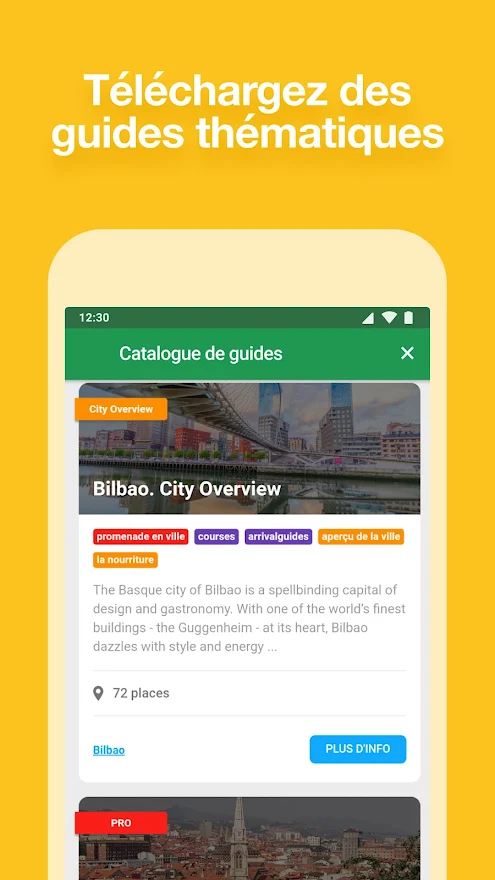 Téléchargez des
guides thématiques
12:30
Catalogue de guides
City Overview
Bilbao. City Overview
promenade en ville courses arrivalguides aperçu de la ville
la nourriture
The Basque city of Bilbao is a spellbinding capital of
design and gastronomy. With one of the world's finest
buildings - the Guggenheim - at its heart, Bilbao
dazzles with style and energy ...
72 places
Bilbao PLUS D'INFO
PRO